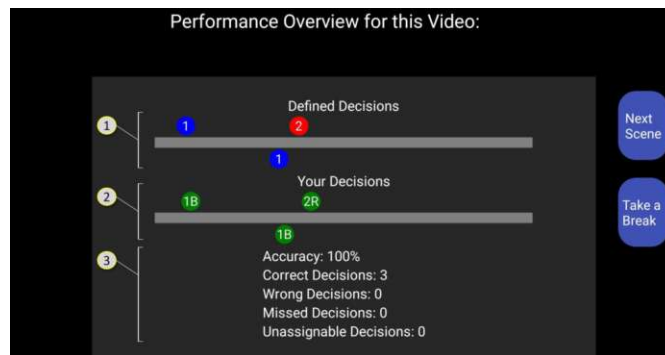 Performance Overview for this Video:
Defined Decisions
1
1
2
1
Next
Scene
Your Decisions
2
1B
2R
1B
Take a
Break
3
Accuracy: 100%
Correct Decisions: 3
Wrong Decisions: 0
Missed Decisions: 0
Unassignable Decisions: 0